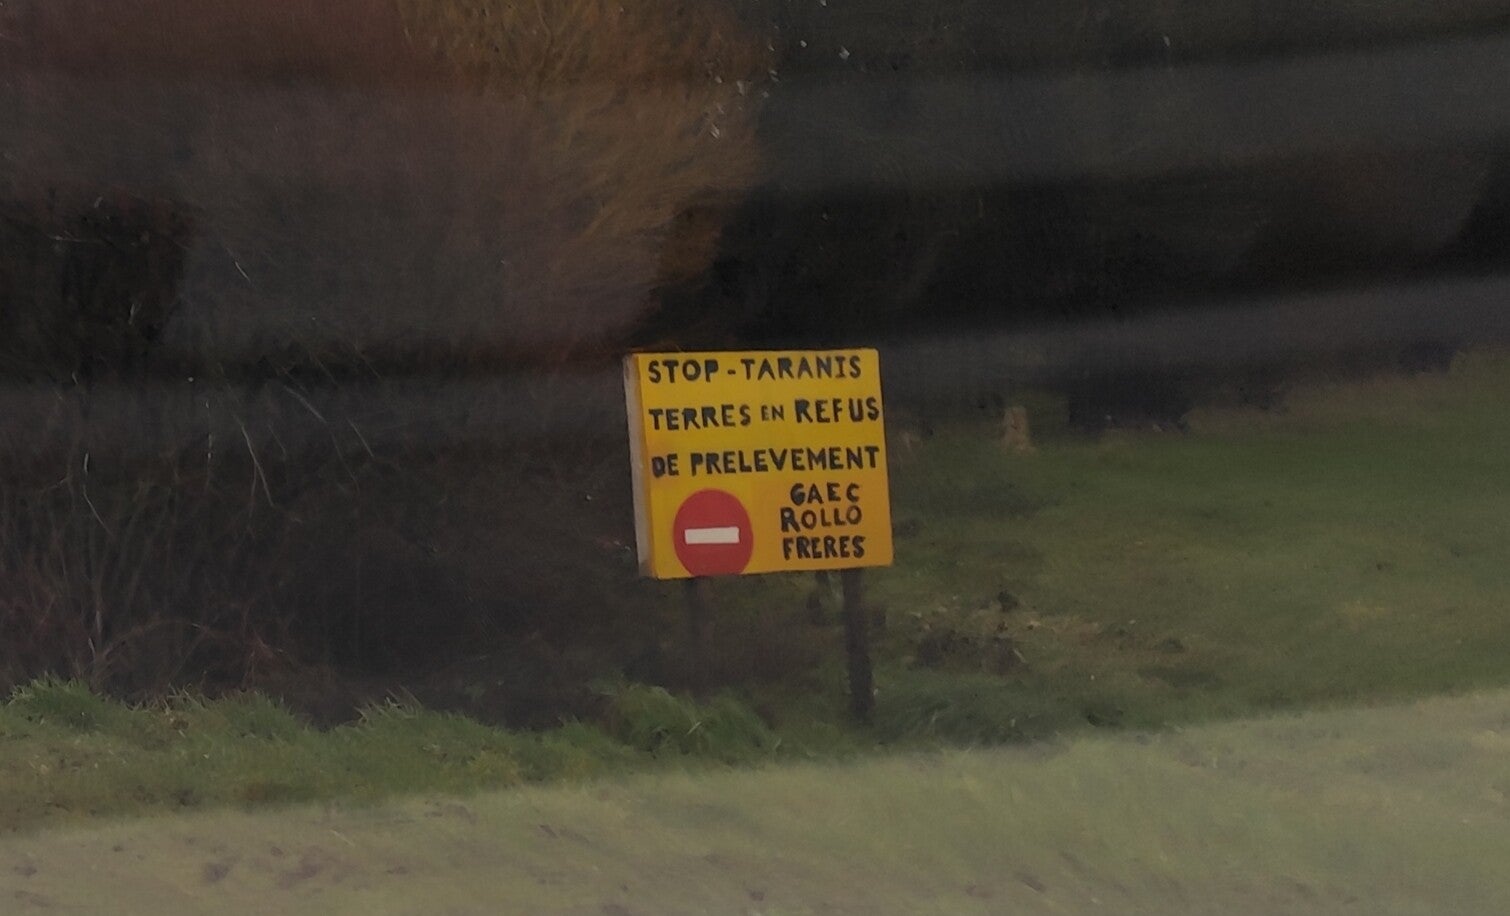 STOP-TARANIS
TERRES EN REFUS
DE PRELEVEMENT
GAEC
ROLLO
FRERES